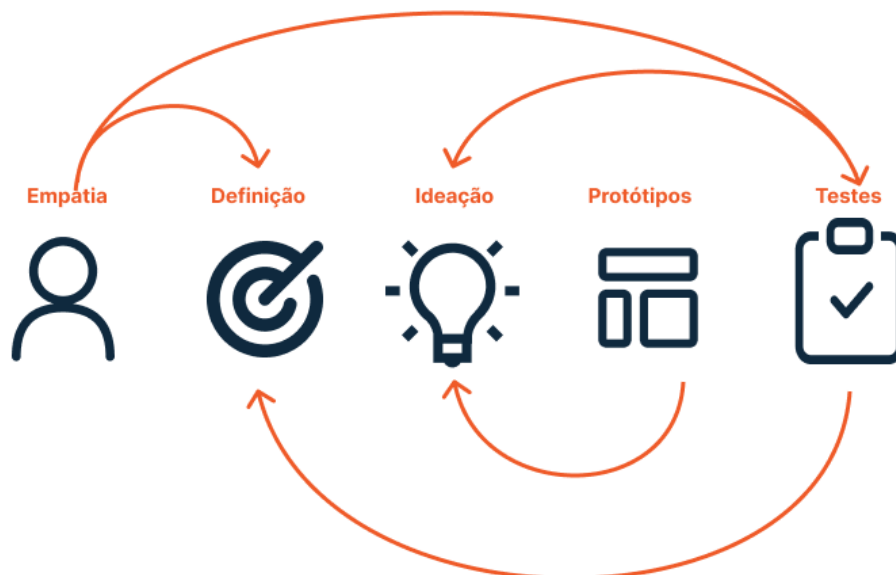 Empatia
Definição
Ideação
Protótipos
Testes